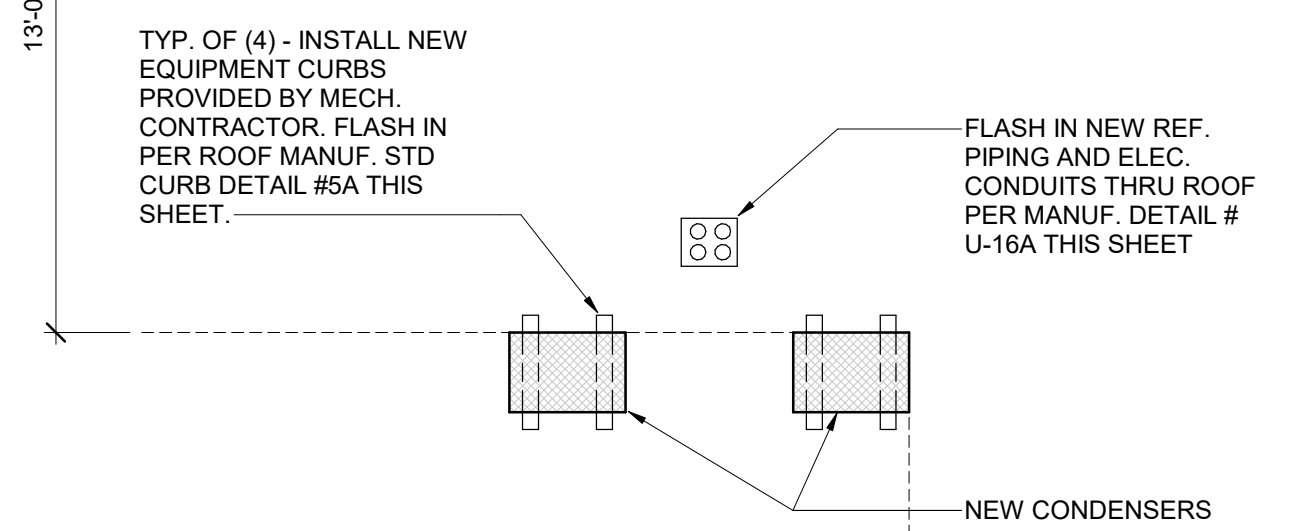 13'-0
TYP. OF (4) - INSTALL NEW
EQUIPMENT CURBS
PROVIDED BY MECH.
CONTRACTOR. FLASH IN
PER ROOF MANUF. STD
CURB DETAIL #5A THIS
SHEET.
FLASH IN NEW REF.
PIPING AND ELEC.
CONDUITS THRU ROOF
PER MANUF. DETAIL #
U-16A THIS SHEET
NEW CONDENSERS